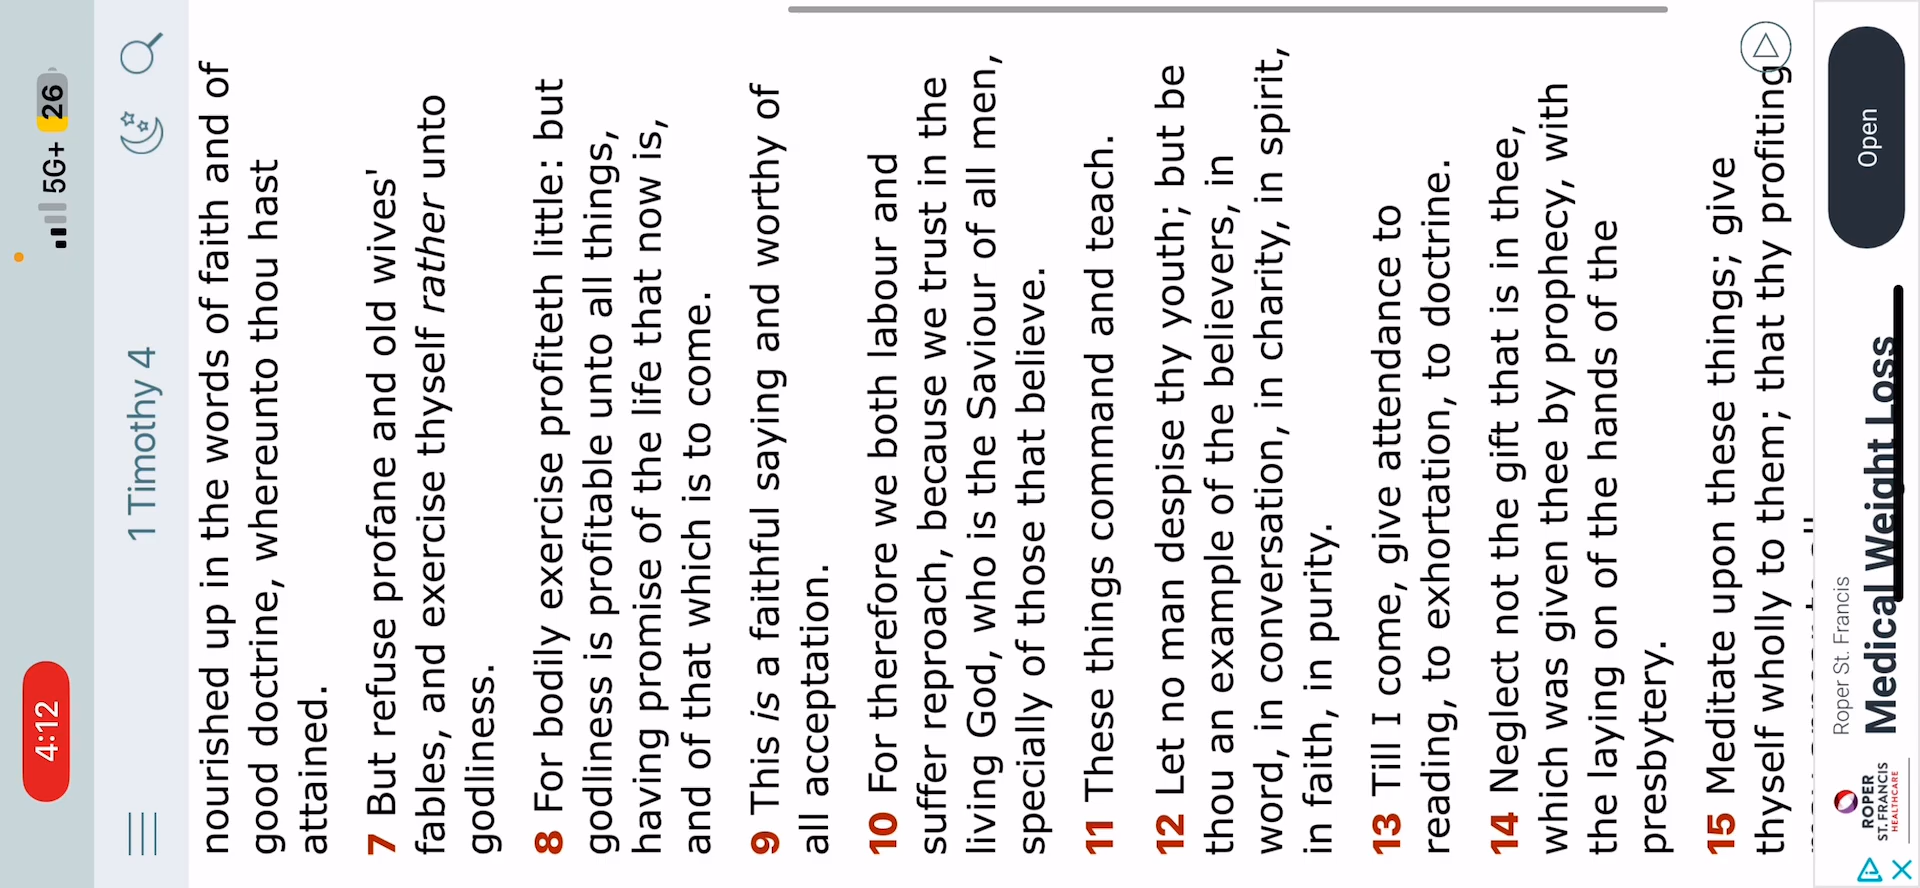 4:12
5G+ 26
1 Timothy 4
nourished up in the words of faith and of
good doctrine, whereunto thou hast
attained.
7 But refuse profane and old wives'
fables, and exercise thyself rather unto
godliness.
8 For bodily exercise profiteth little: but
godliness is profitable unto all things,
having promise of the life that now is,
and of that which is to come.
9 This is a faithful saying and worthy of
all acceptation.
10 For therefore we both labour and
suffer reproach, because we trust in the
living God, who is the Saviour of all men,
specially of those that believe.
11 These things command and teach.
12 Let no man despise thy youth; but be
thou an example of the believers, in
word, in conversation, in charity, in spirit,
in faith, in purity.
13 Till I come, give attendance to
reading, to exhortation, to doctrine.
14 Neglect not the gift that is in thee,
which was given thee by prophecy, with
the laying on of the hands of the
presbytery.
15 Meditate upon these things; give
thyself wholly to them; that thy profiting
ROPER
ST. FRANCIS
HEALTHCARE
Roper St. Francis
Medical Weight Loss
Open